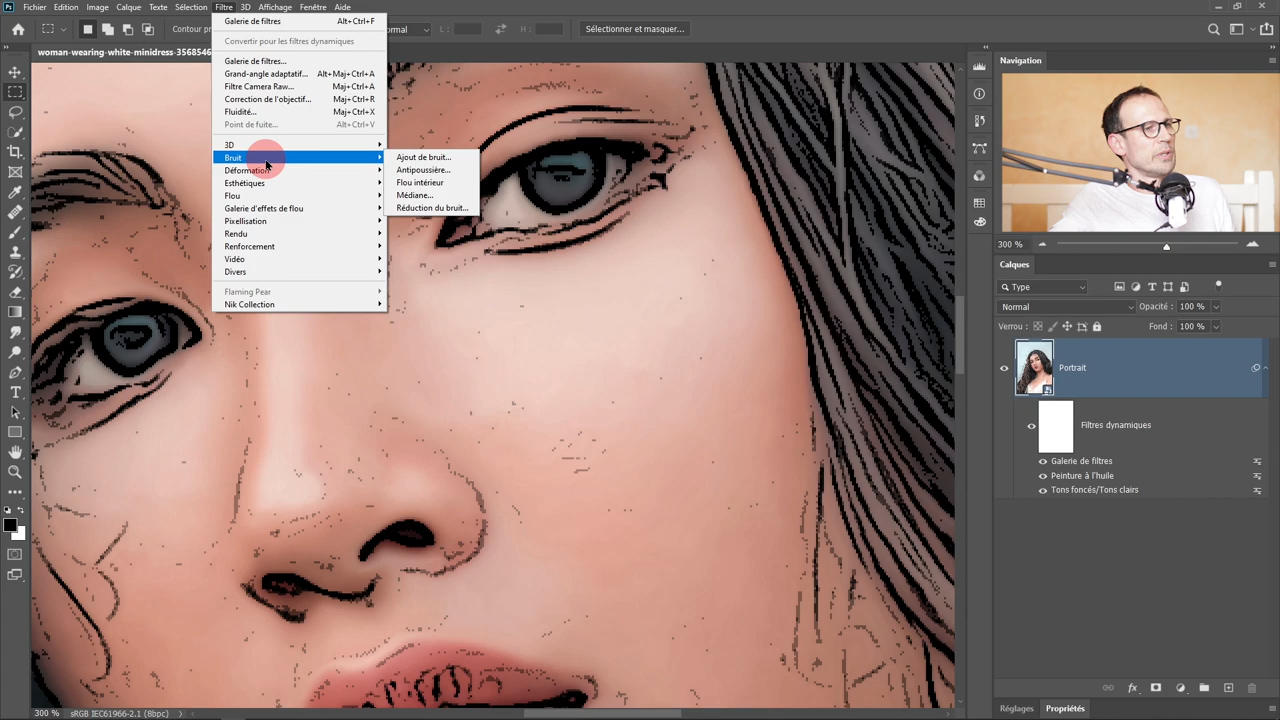 Fichier Edition Image Calque Texte Sélection Filtre 3D Affichage Fenêtre Aide
Contour pr
rmal
L :
H :
Sélectionner et masquer...
woman-wearing-white-minidress-3568546
Galerie de filtres Alt+Ctrl+F
Convertir pour les filtres dynamiques
Galerie de filtres...
Grand-angle adaptatif... Alt+Maj+Ctrl+A
Filtre Camera Raw... Maj+Ctrl+A
Correction de l'objectif... Maj+Ctrl+R
Fluidité... Maj+Ctrl+X
Point de fuite... Alt+Ctrl+V
3D
Bruit
Déformation
Esthétiques
Flou
Galerie d'effets de flou
Pixellisation
Rendu
Renforcement
Vidéo
Divers
Flaming Pear
Nik Collection
Ajout de bruit...
Antipoussière...
Flou intérieur
Médiane...
Réduction du bruit...
Navigation
300 %
Calques
Type
Normal Opacité : 100 %
Verrou : Fond : 100 %
Portrait
Filtres dynamiques
Galerie de filtres
Peinture à l'huile
Tons foncés/Tons clairs
fx
Réglages Propriétés
300 % sRGB IEC61966-2.1 (8bpc)